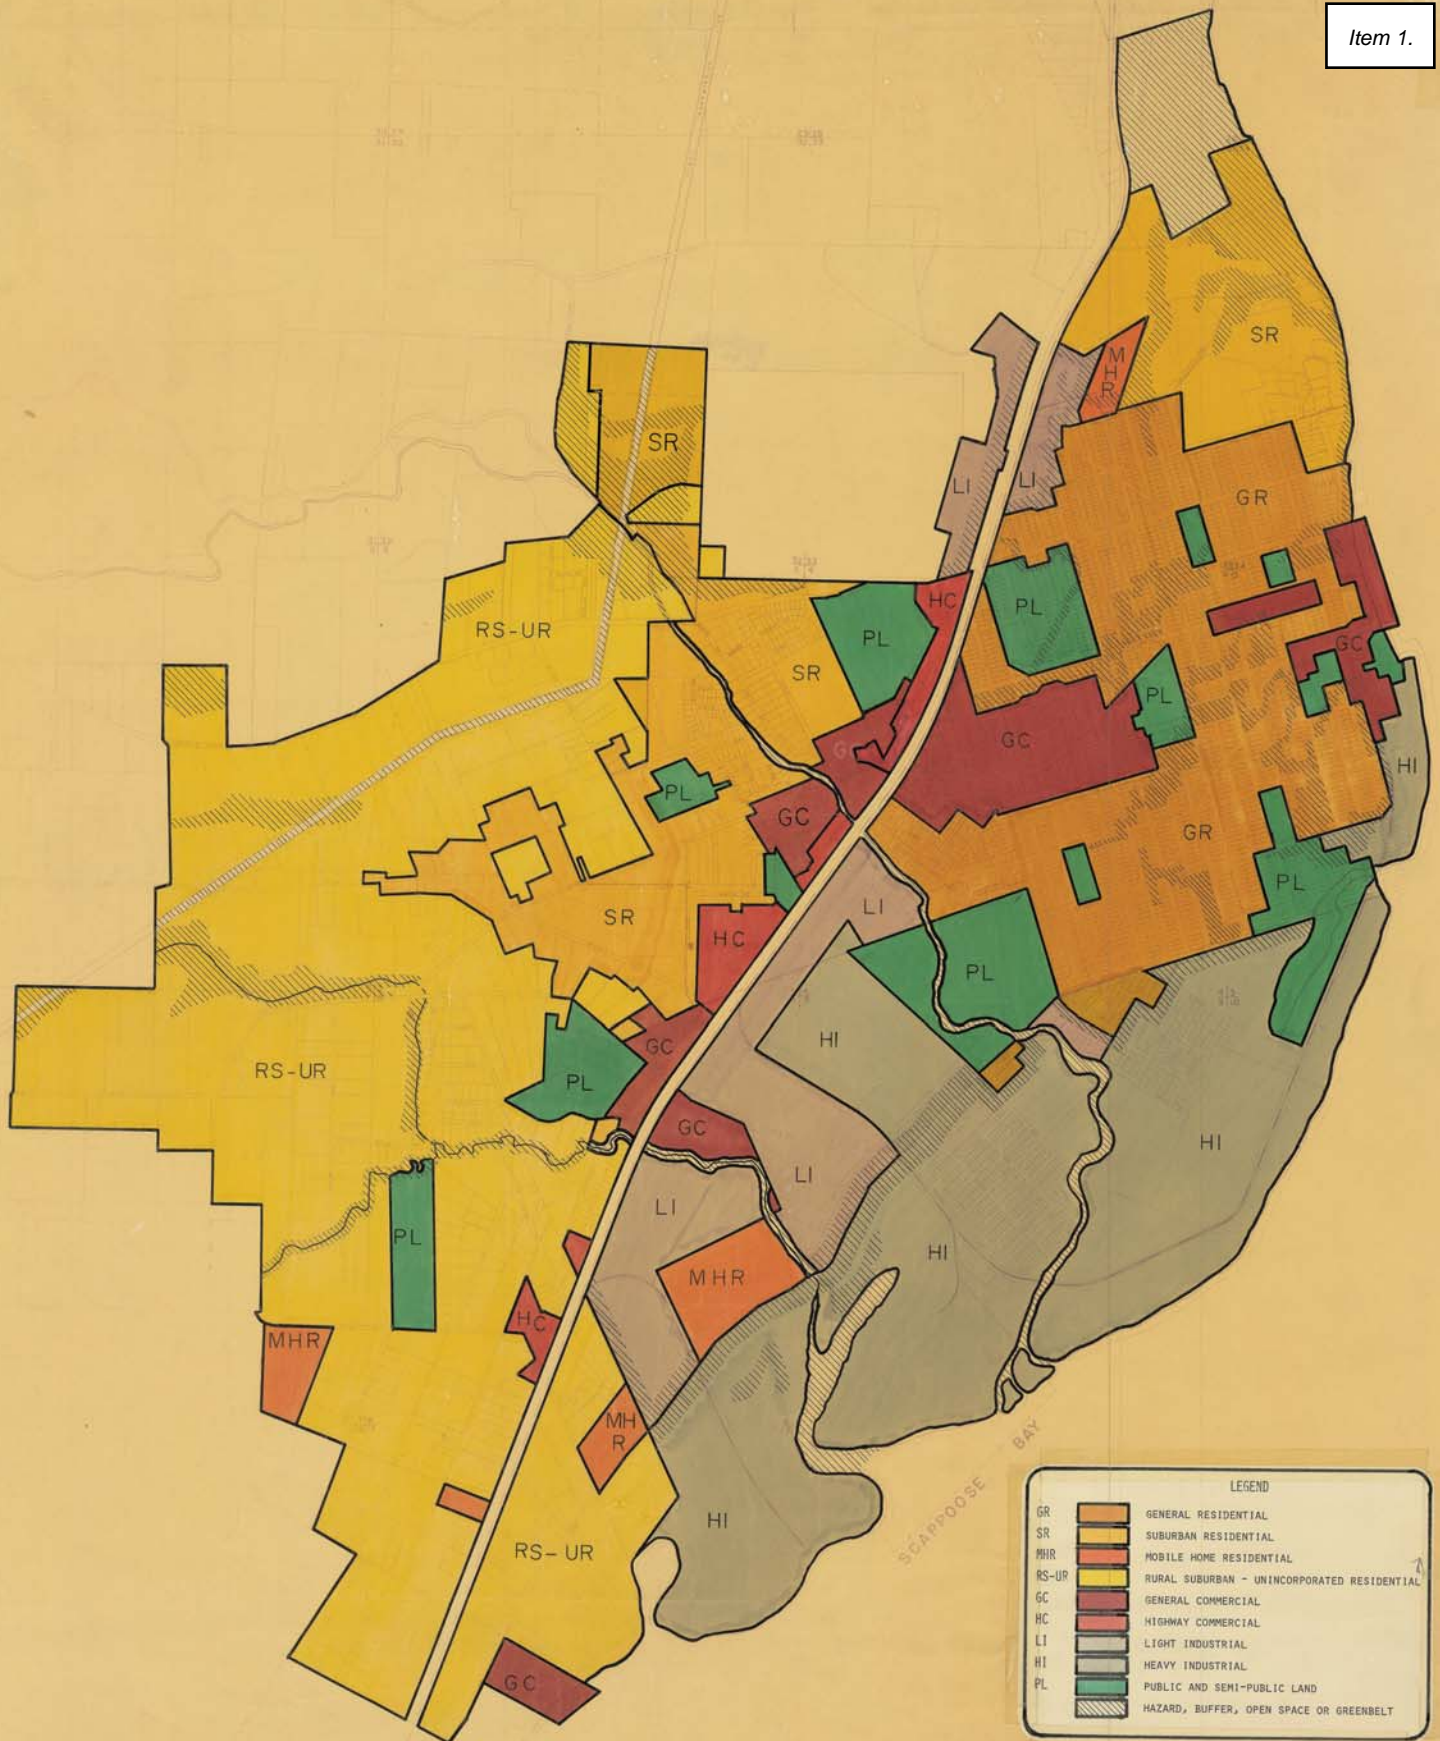 Item 1.
SR
M
H
R
SR
LI
LI
GR
HC
PL
RS-UR
PL
GC
SR
PL
G
GC
HI
PL
GC
GR
PL
LI
SR
HC
PL
HI
GC
RS-UR
PL
GC
HI
LI
LI
PL
HI
MHR
HC
MHR
MH
R
HI
RS-UR
GC
SCAPPOOSE BAY
LEGEND
GR GENERAL RESIDENTIAL
SR SUBURBAN RESIDENTIAL
MHR MOBILE HOME RESIDENTIAL
RS-UR RURAL SUBURBAN - UNINCORPORATED RESIDENTIAL
GC GENERAL COMMERCIAL
HC HIGHWAY COMMERCIAL
LI LIGHT INDUSTRIAL
HI HEAVY INDUSTRIAL
PL PUBLIC AND SEMI-PUBLIC LAND
HAZARD, BUFFER, OPEN SPACE OR GREENBELT